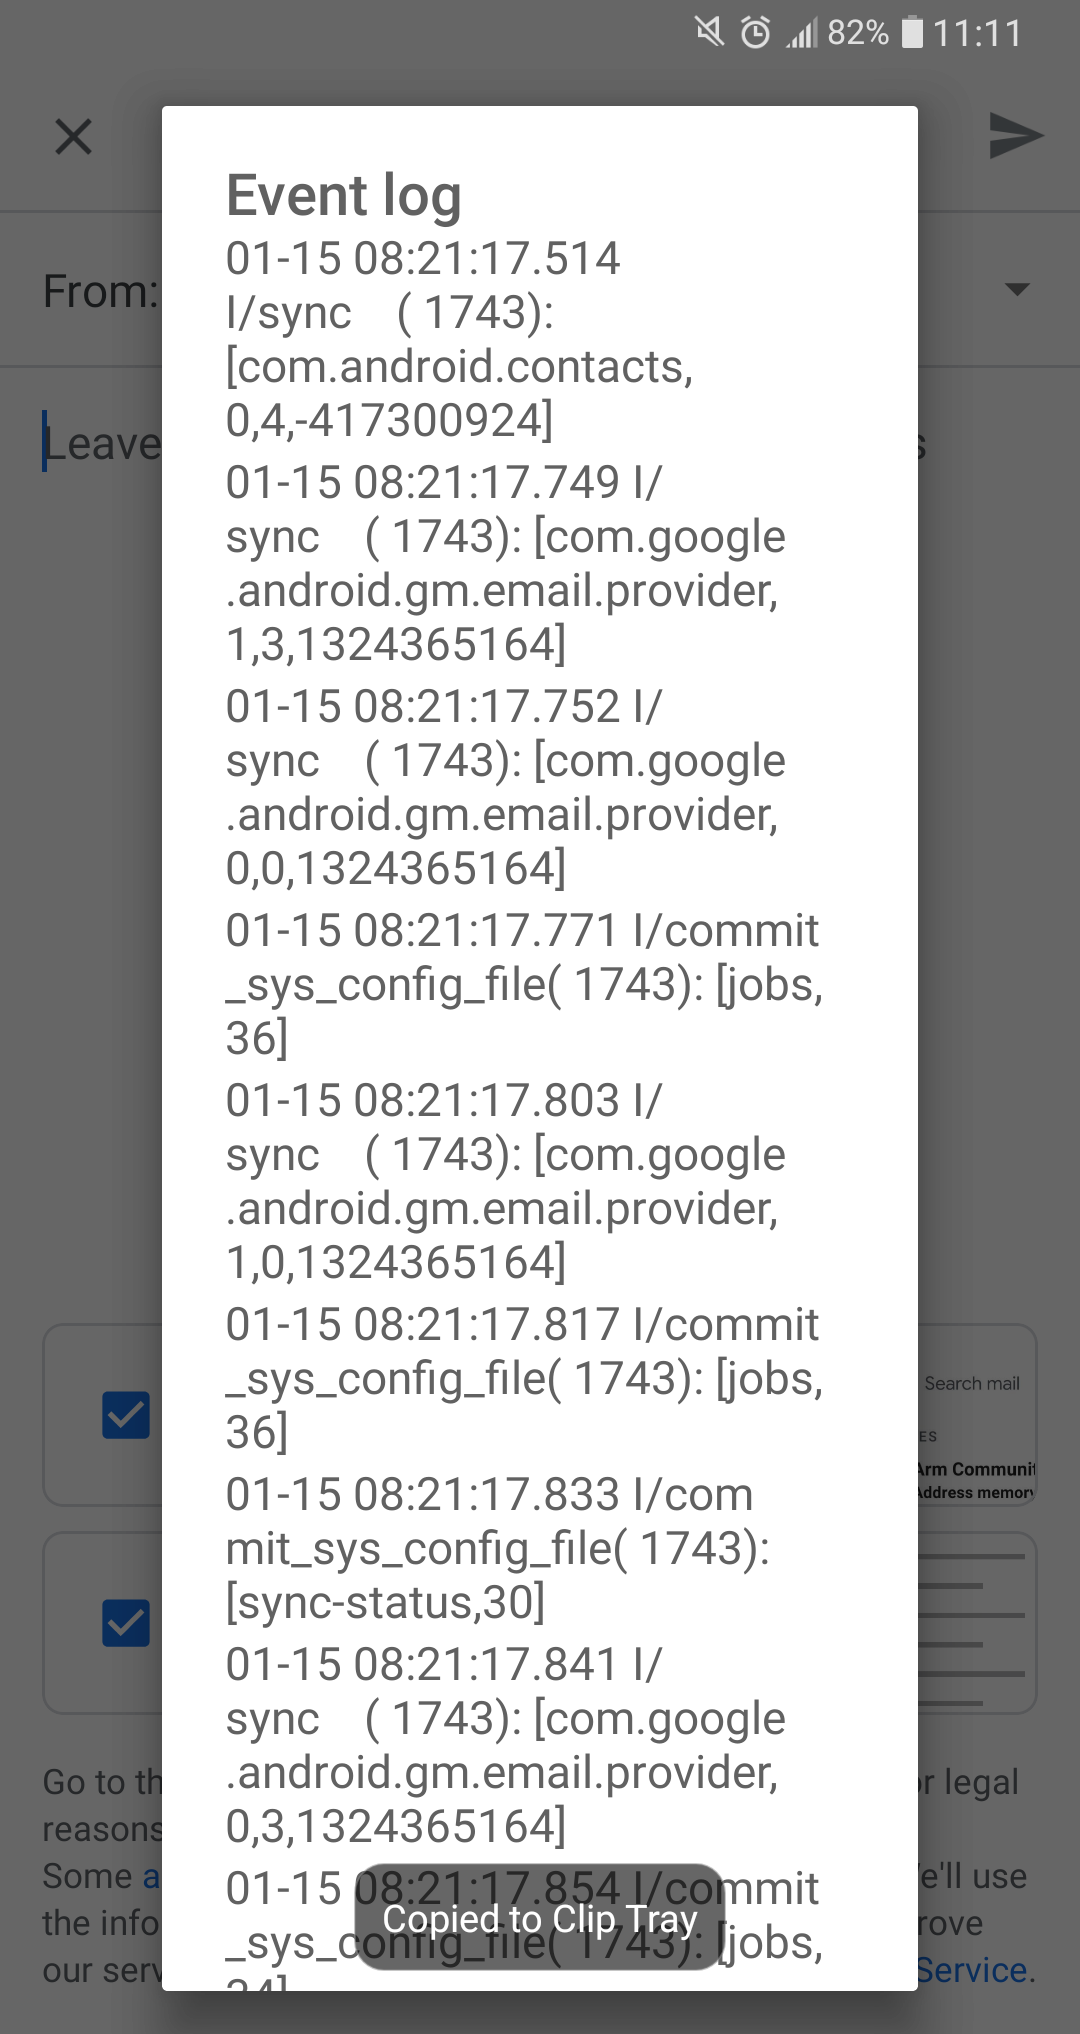 82% 11:11
Event log
From:
01-15 08:21:17.514
I/sync ( 1743):
[com.android.contacts,
0,4,-417300924]
Leave
01-15 08:21:17.749 I/
sync ( 1743): [com.google
.android.gm.email.provider,
1,3,1324365164]
01-15 08:21:17.752 I/
sync ( 1743): [com.google
.android.gm.email.provider,
0,0,1324365164]
01-15 08:21:17.771 I/commit
_sys_config_file( 1743): [jobs,
36]
01-15 08:21:17.803 I/
sync ( 1743): [com.google
.android.gm.email.provider,
1,0,1324365164]
01-15 08:21:17.817 I/commit
_sys_config_file( 1743): [jobs,
36]
01-15 08:21:17.833 I/com
mit_sys_config_file( 1743):
[sync-status,30]
01-15 08:21:17.841 I/
sync ( 1743): [com.google
.android.gm.email.provider,
0,3,1324365164]
01-15 08:21:17.854 I/commit
_sys_config_file( 1743): [jobs,
Copied to Clip Tray
Search mail
ES
Arm Communit
Address memory
Go to th
r legal
reasons
Some a
e'll use
the info
rove
our serv
Service.